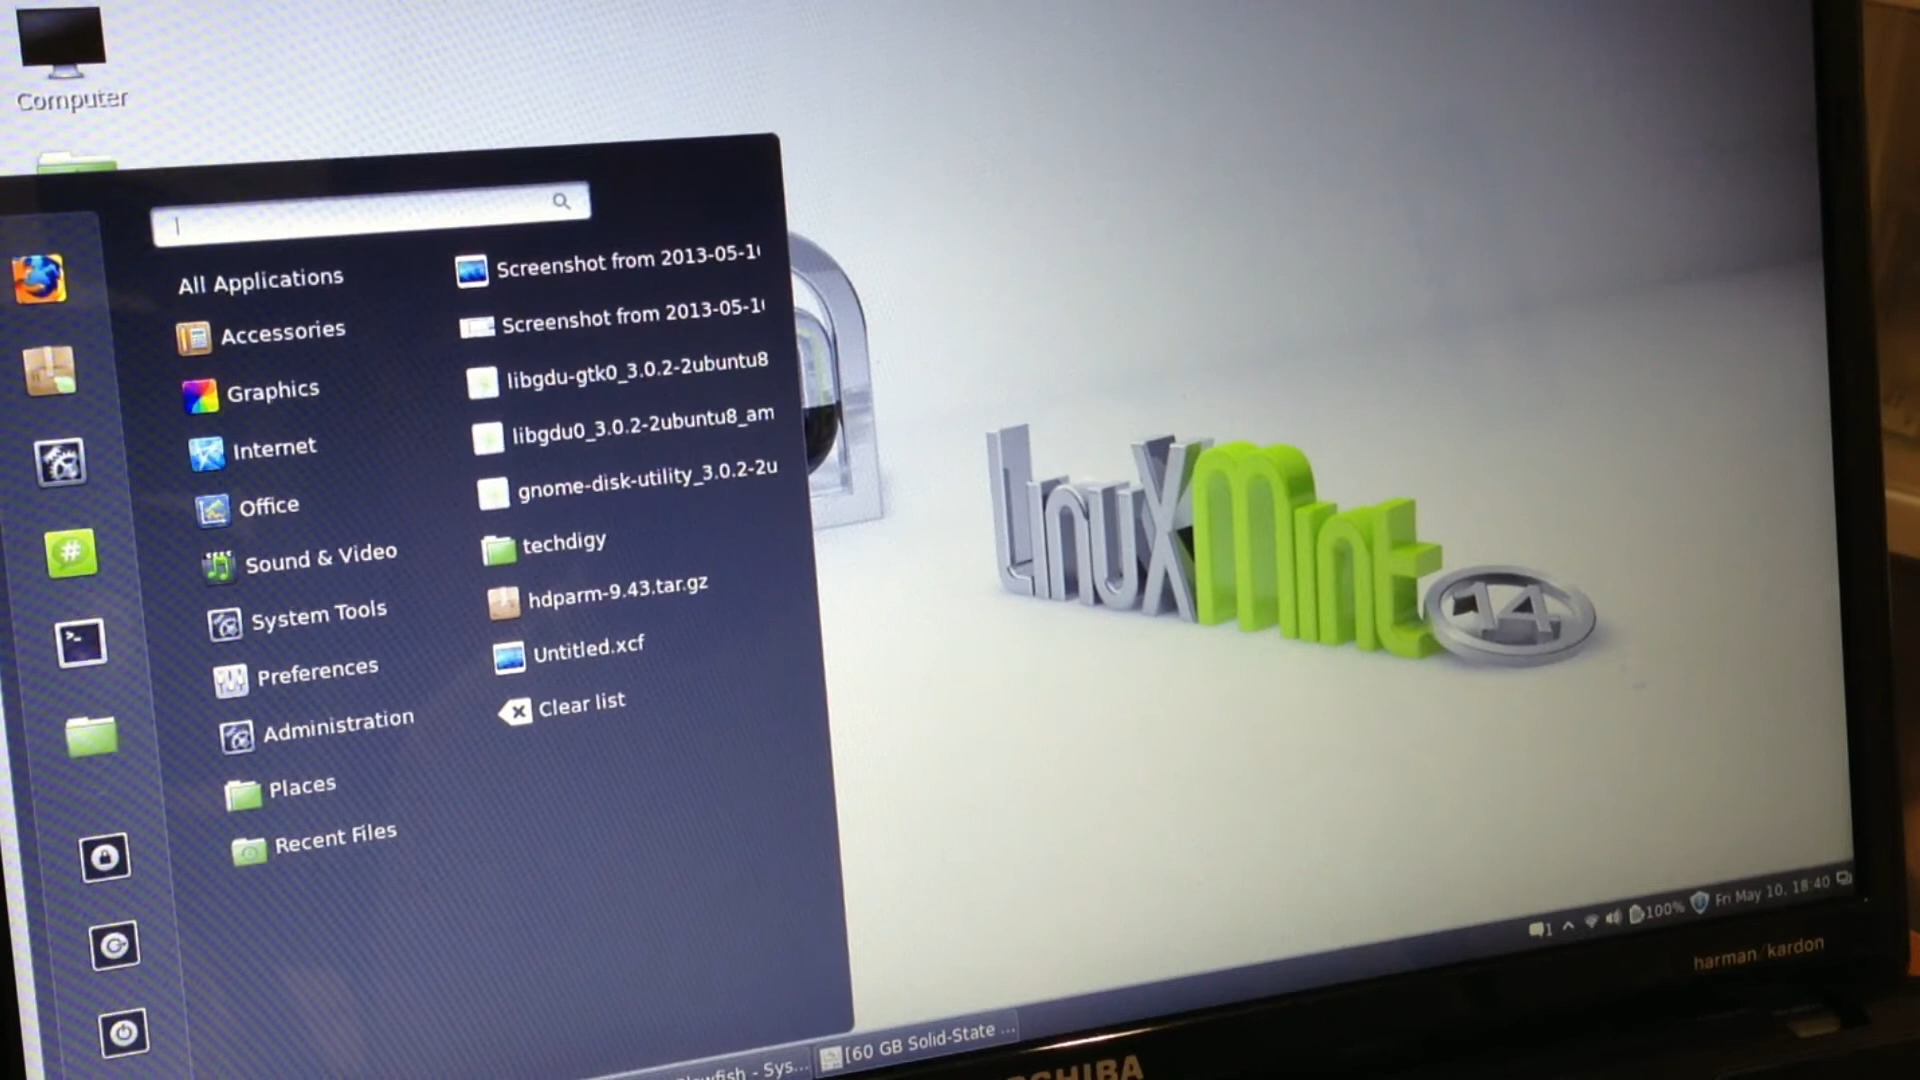 Computer
All Applications
Accessories
Graphics
Internet
Office
Sound & Video
System Tools
Preferences
Administration
Places
Recent Files
Screenshot from 2013-05-1
Screenshot from 2013-05-1
libgdu-gtk0_3.0.2-2ubuntu8
libgdu0_3.0.2-2ubuntu8_am
gnome-disk-utility_3.0.2-2u
techdigy
hdparm-9.43.tar.gz
Untitled.xcf
Clear list
#
>_
LinuxMint
14
1
100%
Fri May 10, 18:40
harman/kardon
- Sys...
[60 GB Solid-State ...